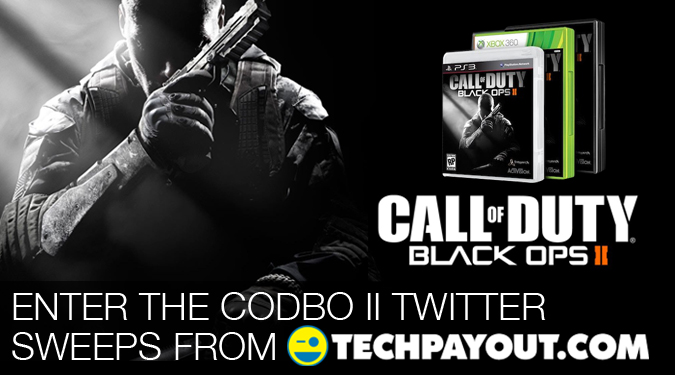 XBOX 360
PS3
CALL OF DUTY
BLACK OPS II
RP
ACTIVISION
CALL OF DUTY
BLACK OPS II
ENTER THE CODBO II TWITTER
SWEEPS FROM TECHPAYOUT.COM